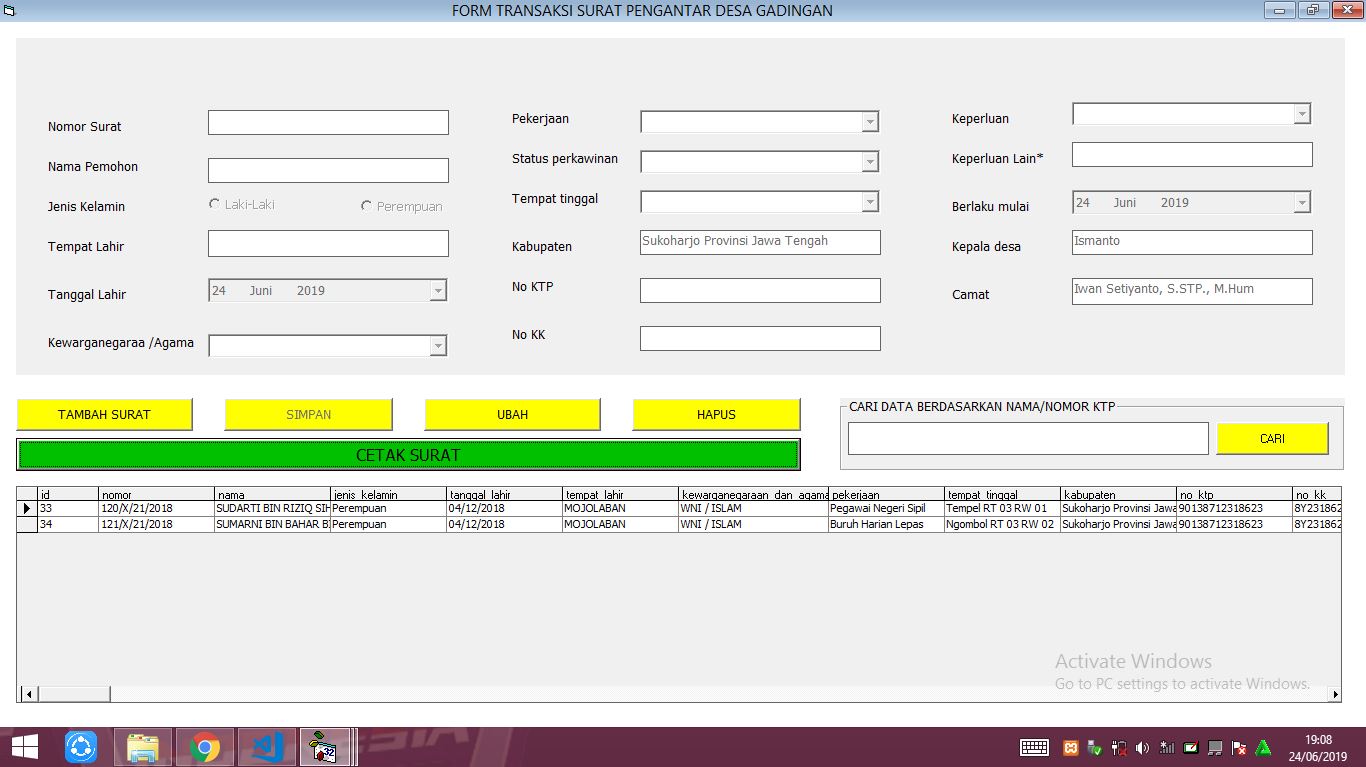 FORM TRANSAKSI SURAT PENGANTAR DESA GADINGAN
Nomor Surat
Nama Pemohon
Jenis Kelamin
Laki-Laki
Perempuan
Tempat Lahir
Tanggal Lahir
24 Juni 2019
Kewarganegaraa /Agama
Pekerjaan
Status perkawinan
Tempat tinggal
Kabupaten
Sukoharjo Provinsi Jawa Tengah
No KTP
No KK
Keperluan
Keperluan Lain*
Berlaku mulai
24 Juni 2019
Kepala desa
Ismanto
Camat
Iwan Setiyanto, S.STP., M.Hum
TAMBAH SURAT
SIMPAN
UBAH
HAPUS
CETAK SURAT
CARI DATA BERDASARKAN NAMA/NOMOR KTP
CARI
id nomor nama jenis_kelamin tanggal_lahir tempat_lahir kewarganegaraan_dan_agama pekerjaan tempat_tinggal kabupaten no_ktp no_kk
33 120/X/21/2018 SUDARTI BIN RIZIQ SIH Perempuan 04/12/2018 MOJOLABAN WNI / ISLAM Pegawai Negeri Sipil Tempel RT 03 RW 01 Sukoharjo Provinsi Jawa 90138712318623 8Y231862
34 121/X/21/2018 SUMARNI BIN BAHAR B Perempuan 04/12/2018 MOJOLABAN WNI / ISLAM Buruh Harian Lepas Ngombol RT 03 RW 02 Sukoharjo Provinsi Jawa 90138712318623 8Y231862
Activate Windows
Go to PC settings to activate Windows.
32
19:08
24/06/2019